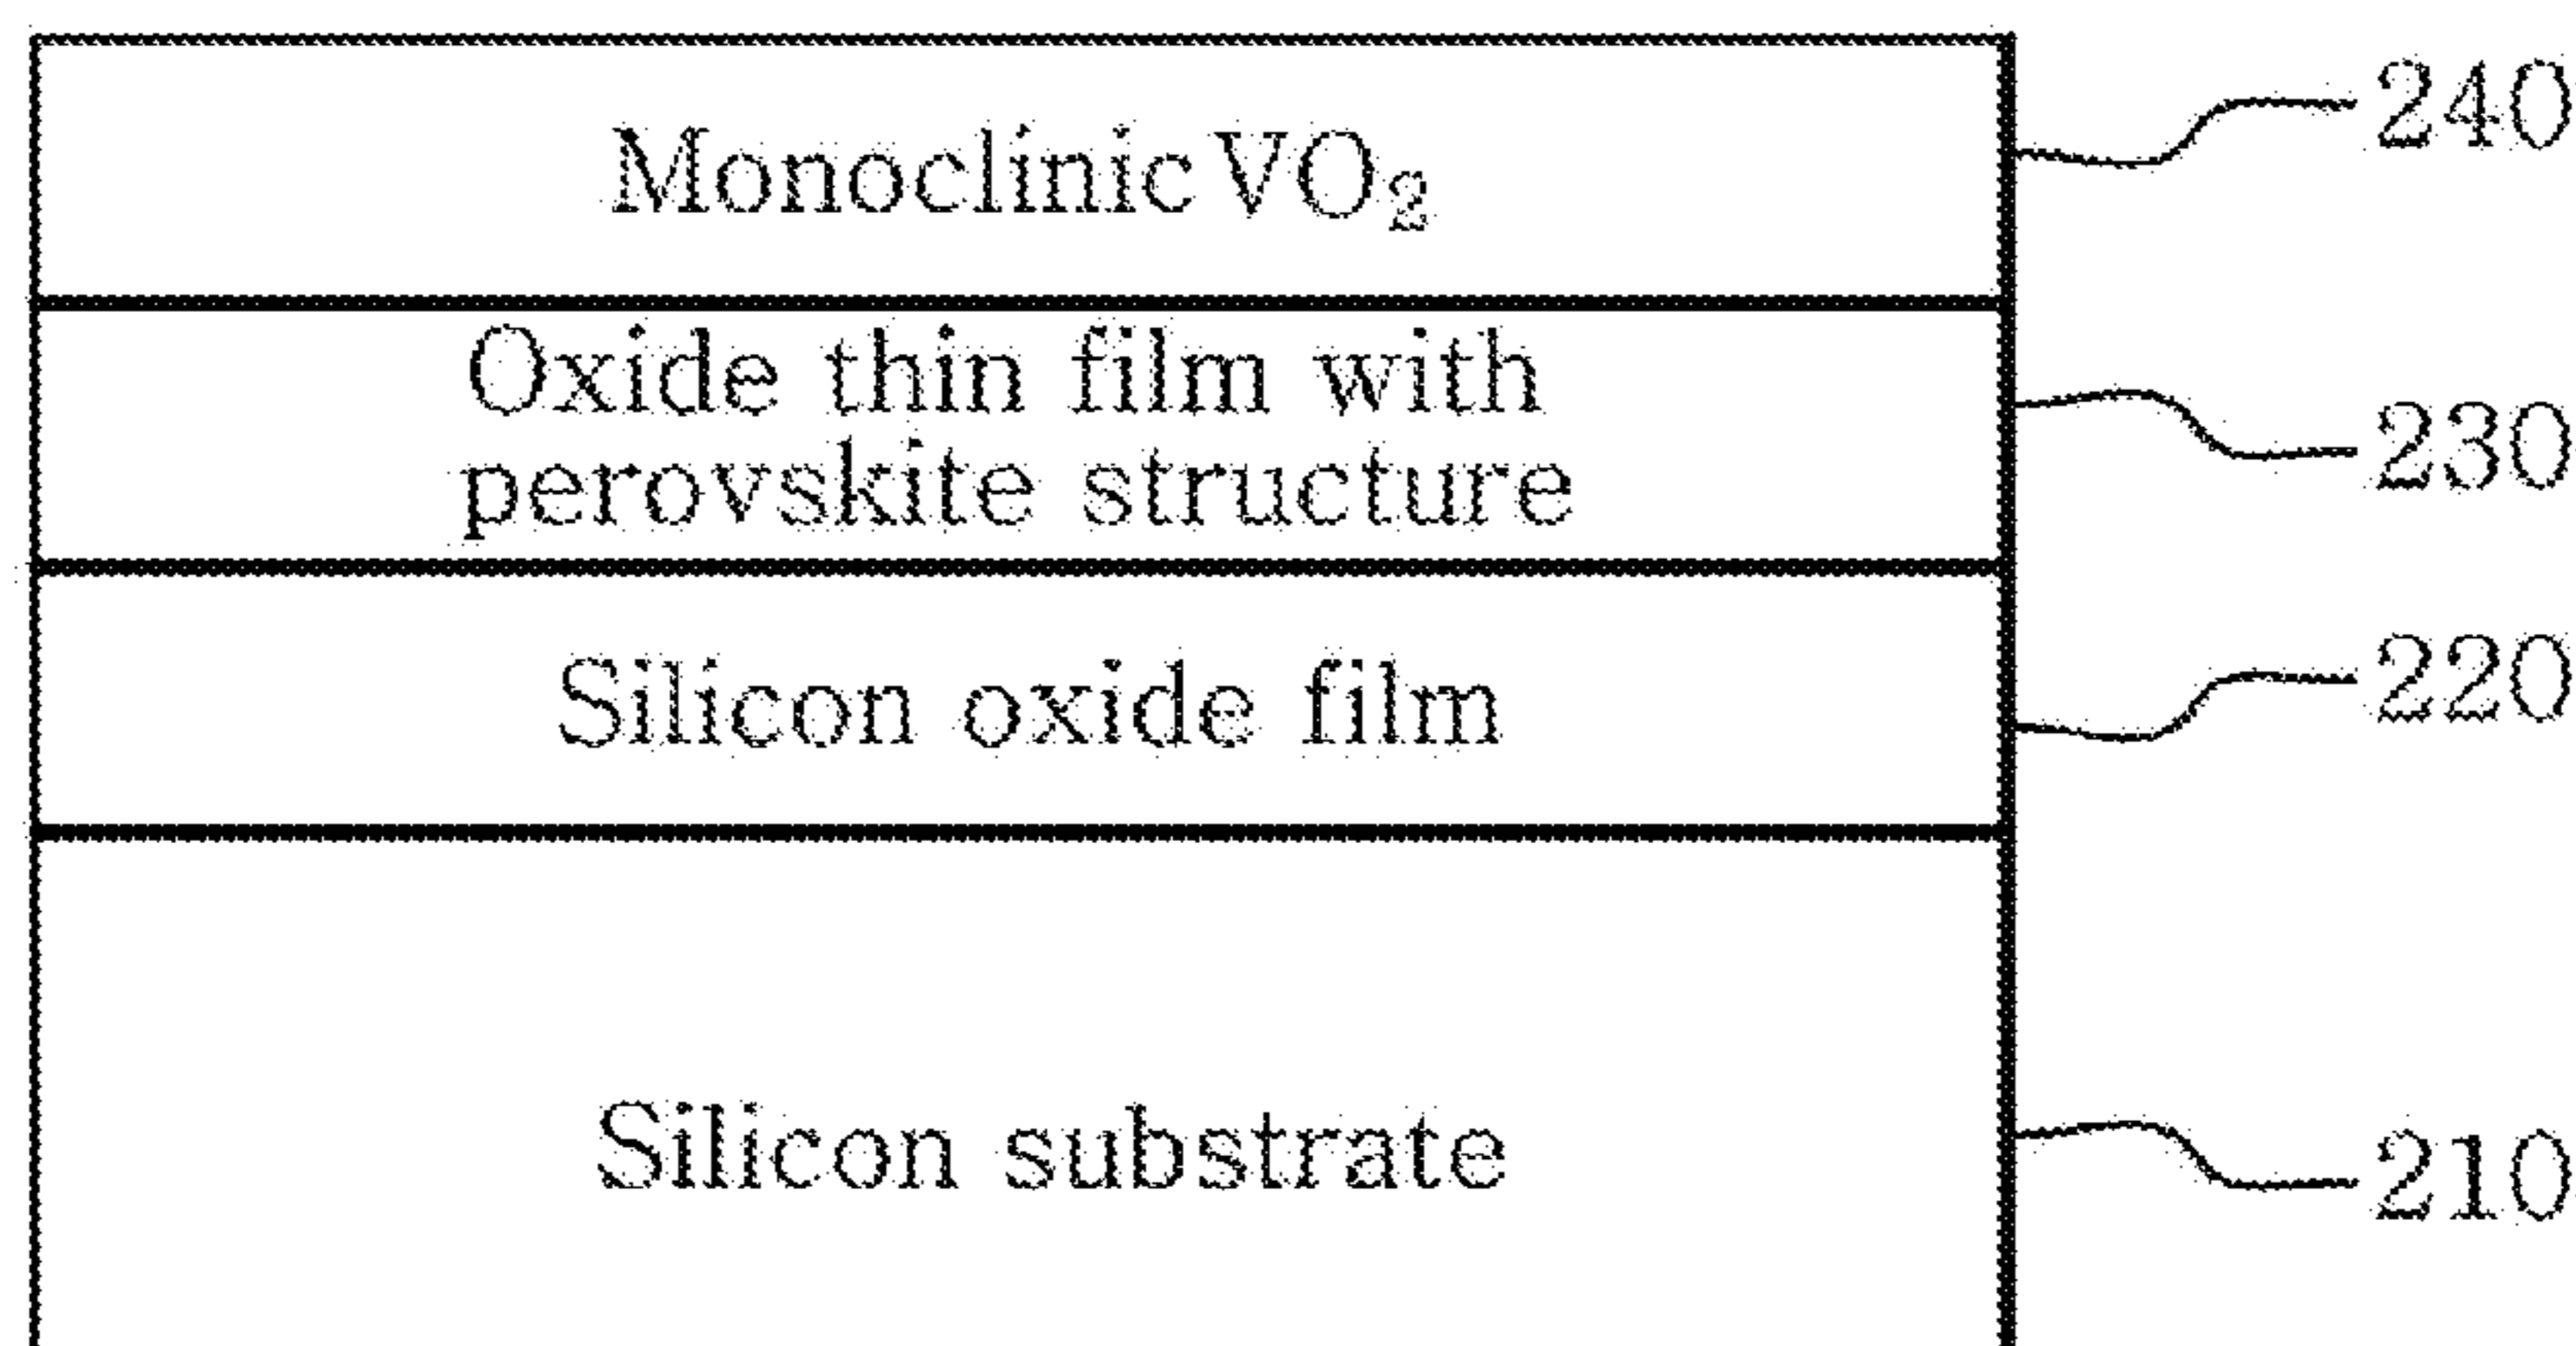 Monoclinic VO₂
240
Oxide thin film with
perovskite structure
230
Silicon oxide film
220
Silicon substrate
210